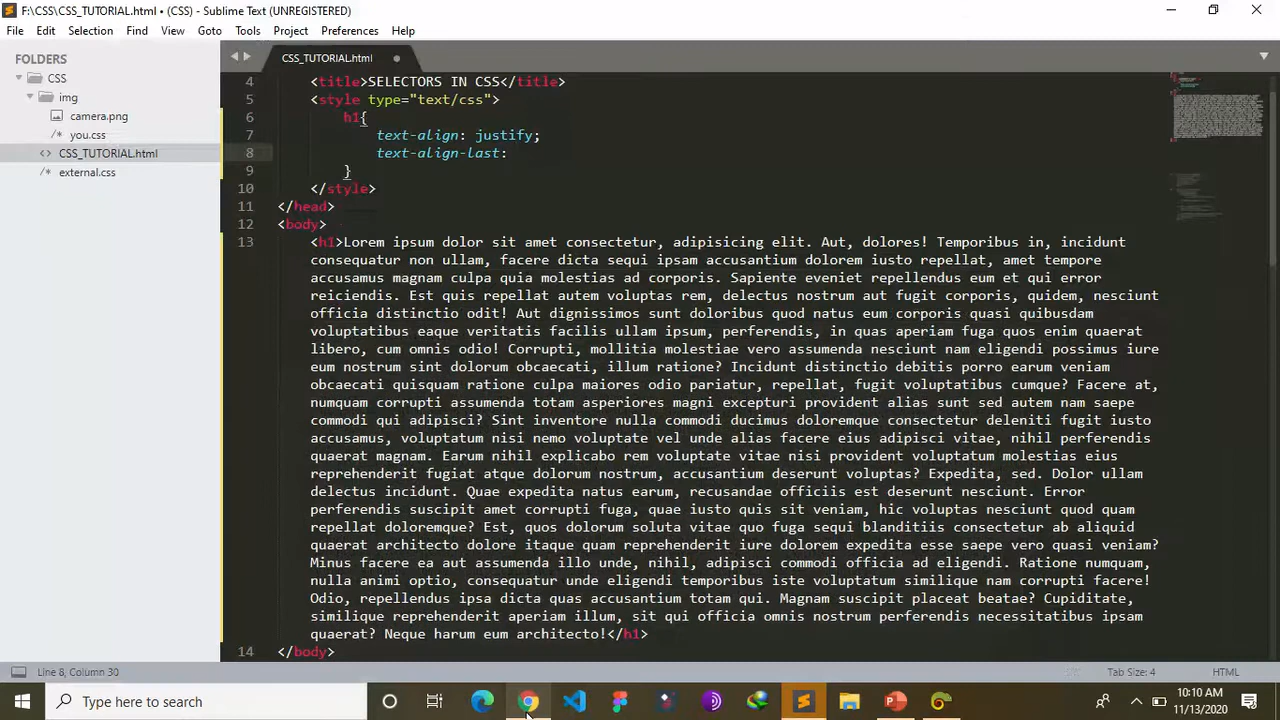 F:\CSS\CSS_TUTORIAL.html • (CSS) - Sublime Text (UNREGISTERED)
File Edit Selection Find View Goto Tools Project Preferences Help
FOLDERS
CSS
img
camera.png
you.css
CSS_TUTORIAL.html
external.css
CSS_TUTORIAL.html
4 <title>SELECTORS IN CSS</title>
5 <style type="text/css">
6 h1{
7 text-align: justify;
8 text-align-last:
9 }
10 </style>
11 </head>
12 <body>
13 <h1>Lorem ipsum dolor sit amet consectetur, adipisicing elit. Aut, dolores! Temporibus in, incidunt
consequatur non ullam, facere dicta sequi ipsam accusantium dolorem iusto repellat, amet tempore
accusamus magnam culpa quia molestias ad corporis. Sapiente eveniet repellendus eum et qui error
reiciendis. Est quis repellat autem voluptas rem, delectus nostrum aut fugit corporis, quidem, nesciunt
officia distinctio odit! Aut dignissimos sunt doloribus quod natus eum corporis quasi quibusdam
voluptatibus eaque veritatis facilis ullam ipsum, perferendis, in quas aperiam fuga quos enim quaerat
libero, cum omnis odio! Corrupti, mollitia molestiae vero assumenda nesciunt nam eligendi possimus iure
eum nostrum sint dolorum obcaecati, illum ratione? Incidunt distinctio debitis porro earum veniam
obcaecati quisquam ratione culpa maiores odio pariatur, repellat, fugit voluptatibus cumque? Facere at,
numquam corrupti assumenda totam asperiores magni excepturi provident alias sunt sed autem nam saepe
commodi qui adipisci? Sint inventore nulla commodi ducimus doloremque consectetur deleniti fugit iusto
accusamus, voluptatum nisi nemo voluptate vel unde alias facere eius adipisci vitae, nihil perferendis
quaerat magnam. Earum nihil explicabo rem voluptate vitae nisi provident voluptatum molestias eius
reprehenderit fugiat atque dolorum nostrum, accusantium deserunt voluptas? Expedita, sed. Dolor ullam
delectus incidunt. Quae expedita natus earum, recusandae officiis est deserunt nesciunt. Error
perferendis suscipit amet corrupti fuga, quae iusto quis sit veniam, hic voluptas nesciunt quod quam
repellat doloremque? Est, quos dolorum soluta vitae quo fuga sequi blanditiis consectetur ab aliquid
quaerat architecto dolore itaque quam reprehenderit iure dolorem expedita esse saepe vero quasi veniam?
Minus facere ea aut assumenda illo unde, nihil, adipisci commodi officia ad eligendi. Ratione numquam,
nulla animi optio, consequatur unde eligendi temporibus iste voluptatum similique nam corrupti facere!
Odio, repellendus ipsa dicta quas accusantium totam qui. Magnam suscipit placeat beatae? Cupiditate,
similique reprehenderit aperiam illum, sit qui officia omnis nostrum perferendis necessitatibus ipsam
quaerat? Neque harum eum architecto!</h1>
14 </body>
Line 8, Column 30
Tab Size: 4
HTML
Type here to search
10:10 AM
11/13/2020